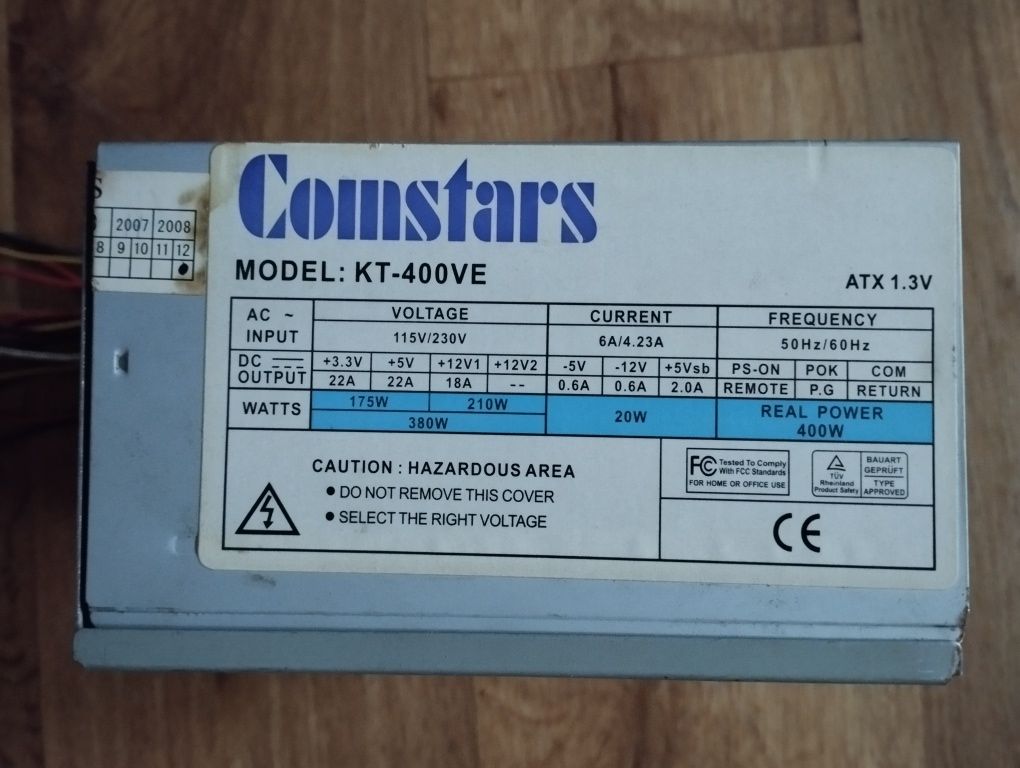 S
2007 2008
8 9 10 11 12
Comstars
MODEL: KT-400VE
ATX 1.3V
AC ~ INPUT VOLTAGE CURRENT FREQUENCY
115V/230V 6A/4.23A 50Hz/60Hz
DC OUTPUT +3.3V +5V +12V1 +12V2 -5V -12V +5Vsb PS-ON POK COM
22A 22A 18A -- 0.6A 0.6A 2.0A REMOTE P.G RETURN
WATTS 175W 210W 20W REAL POWER
380W 400W
CAUTION : HAZARDOUS AREA
• DO NOT REMOVE THIS COVER
• SELECT THE RIGHT VOLTAGE
FC Tested To Comply
With FCC Standards
FOR HOME OR OFFICE USE
TÜV
Rheinland
Product Safety
BAUART
GEPRÜFT
TYPE
APPROVED
CE